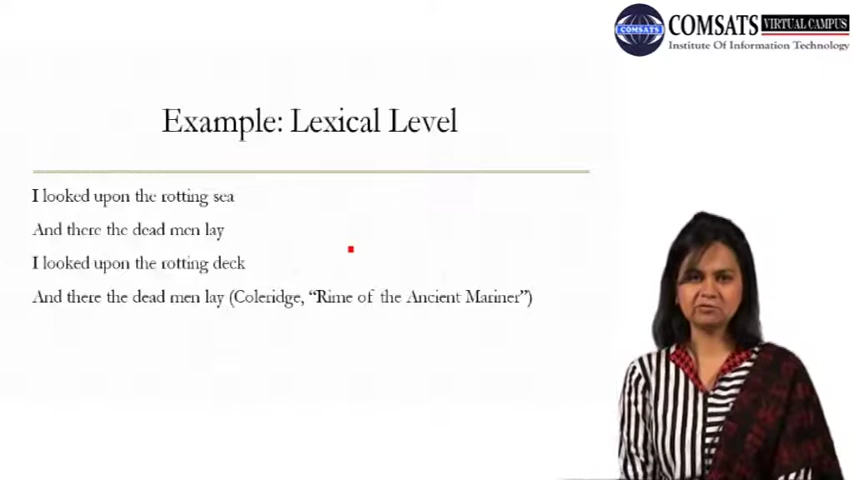 COMSATS VIRTUAL CAMPUS
COMSATS Institute Of Information Technology
Example: Lexical Level
I looked upon the rotting sea
And there the dead men lay
I looked upon the rotting deck
And there the dead men lay (Coleridge, “Rime of the Ancient Mariner”)